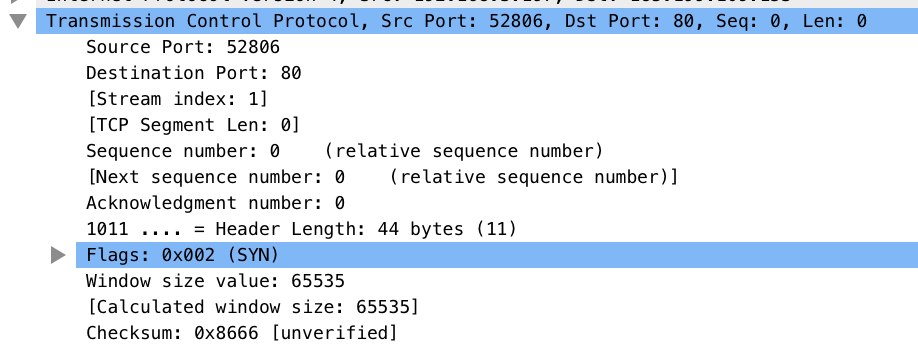 Transmission Control Protocol, Src Port: 52806, Dst Port: 80, Seq: 0, Len: 0
Source Port: 52806
Destination Port: 80
[Stream index: 1]
[TCP Segment Len: 0]
Sequence number: 0    (relative sequence number)
[Next sequence number: 0    (relative sequence number)]
Acknowledgment number: 0
1011 .... = Header Length: 44 bytes (11)
Flags: 0x002 (SYN)
Window size value: 65535
[Calculated window size: 65535]
Checksum: 0x8666 [unverified]